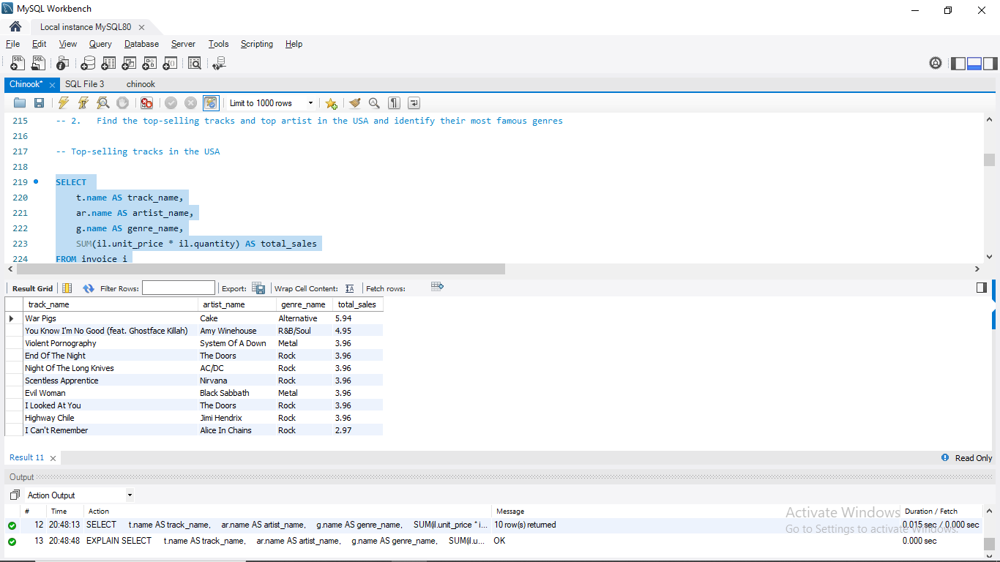 MySQL Workbench
Local instance MySQL80
File Edit View Query Database Server Tools Scripting Help
Chinook* SQL File 3 chinook
Limit to 1000 rows
215 -- 2. Find the top-selling tracks and top artist in the USA and identify their most famous genres
216
217 -- Top-selling tracks in the USA
218
219 SELECT
220 t.name AS track_name,
221 ar.name AS artist_name,
222 g.name AS genre_name,
223 SUM(il.unit_price * il.quantity) AS total_sales
224 FROM invoice i
Result Grid Filter Rows: Export: Wrap Cell Content: Fetch rows:
track_name artist_name genre_name total_sales
War Pigs Cake Alternative 5.94
You Know I'm No Good (feat. Ghostface Killah) Amy Winehouse R&B/Soul 4.95
Violent Pornography System Of A Down Metal 3.96
End Of The Night The Doors Rock 3.96
Night Of The Long Knives AC/DC Rock 3.96
Scentless Apprentice Nirvana Rock 3.96
Evil Woman Black Sabbath Metal 3.96
I Looked At You The Doors Rock 3.96
Highway Chile Jimi Hendrix Rock 3.96
I Can't Remember Alice In Chains Rock 2.97
Result 11 Read Only
Output
Action Output
# Time Action Message Duration / Fetch
12 20:48:13 SELECT t.name AS track_name, ar.name AS artist_name, g.name AS genre_name, SUM(il.unit_price * i... 10 row(s) returned 0.015 sec / 0.000 sec
13 20:48:48 EXPLAIN SELECT t.name AS track_name, ar.name AS artist_name, g.name AS genre_name, SUM(il.u... OK 0.000 sec
Activate Windows
Go to Settings to activate Windows.